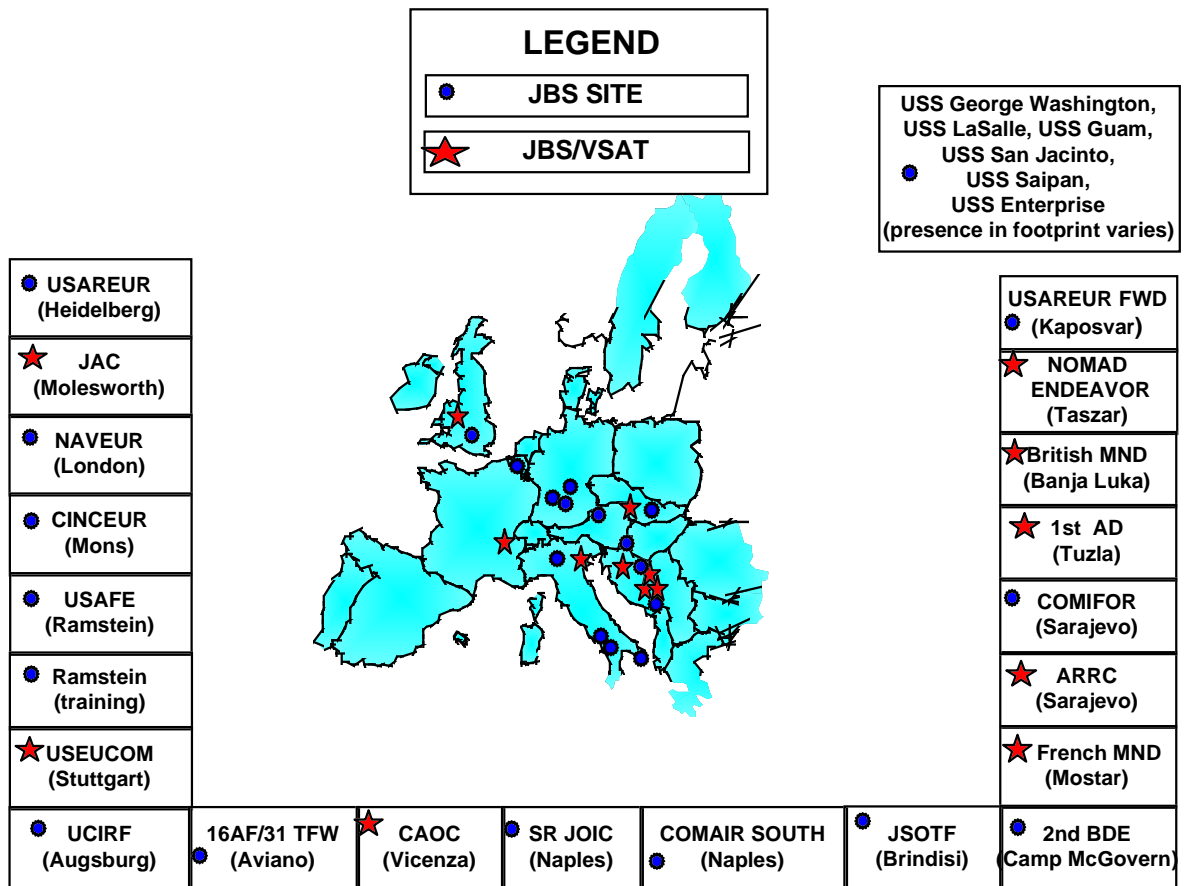 LEGEND
JBS SITE
JBS/VSAT
USS George Washington,
USS LaSalle, USS Guam,
USS San Jacinto,
USS Saipan,
USS Enterprise
(presence in footprint varies)
USAREUR
(Heidelberg)
JAC
(Molesworth)
NAVEUR
(London)
CINCEUR
(Mons)
USAFE
(Ramstein)
Ramstein
(training)
USEUCOM
(Stuttgart)
UCIRF
(Augsburg)
16AF/31 TFW
(Aviano)
CAOC
(Vicenza)
SR JOIC
(Naples)
COMAIR SOUTH
(Naples)
JSOTF
(Brindisi)
2nd BDE
(Camp McGovern)
USAREUR FWD
(Kaposvar)
NOMAD
ENDEAVOR
(Taszar)
British MND
(Banja Luka)
1st AD
(Tuzla)
COMIFOR
(Sarajevo)
ARRC
(Sarajevo)
French MND
(Mostar)